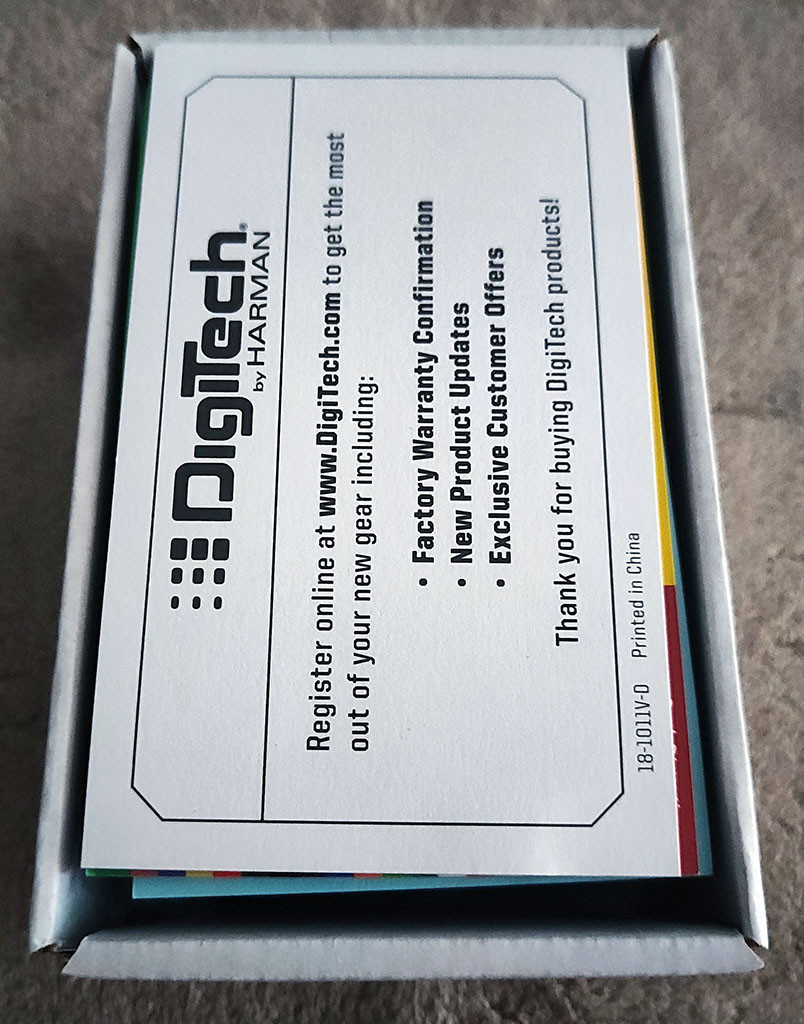 DigiTech®
by HARMAN
Register online at www.DigiTech.com to get the most
out of your new gear including:
• Factory Warranty Confirmation
• New Product Updates
• Exclusive Customer Offers
Thank you for buying DigiTech products!
18-1011V-D Printed in China